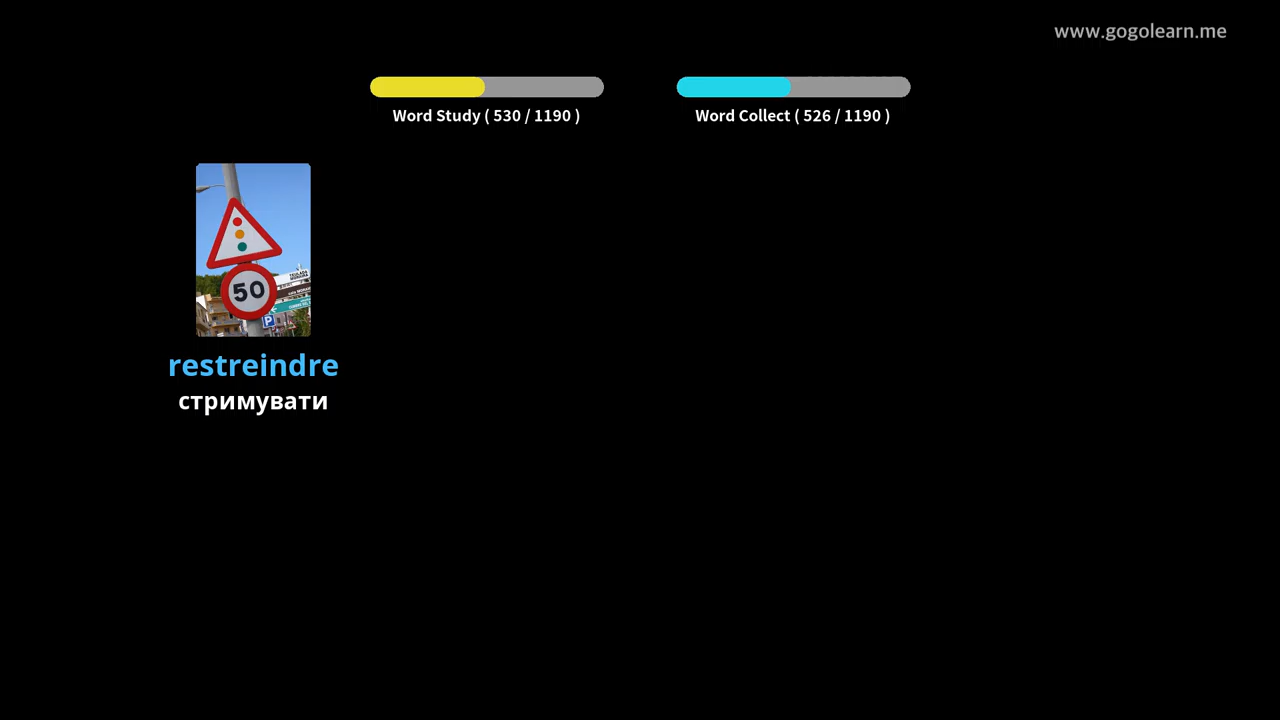 www.gogolearn.me
Word Study ( 530 / 1190 )
Word Collect ( 526 / 1190 )
50
P
restreindre
стримувати